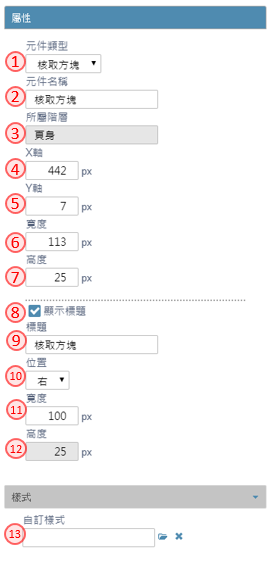 屬性
元件類型
1 核取方塊
元件名稱
2 核取方塊
所屬階層
3 頁身
X軸
4 442 px
Y軸
5 7 px
寬度
6 113 px
高度
7 25 px
8 顯示標題
標題
9 核取方塊
位置
10 右
寬度
11 100 px
高度
12 25 px
樣式
自訂樣式
13